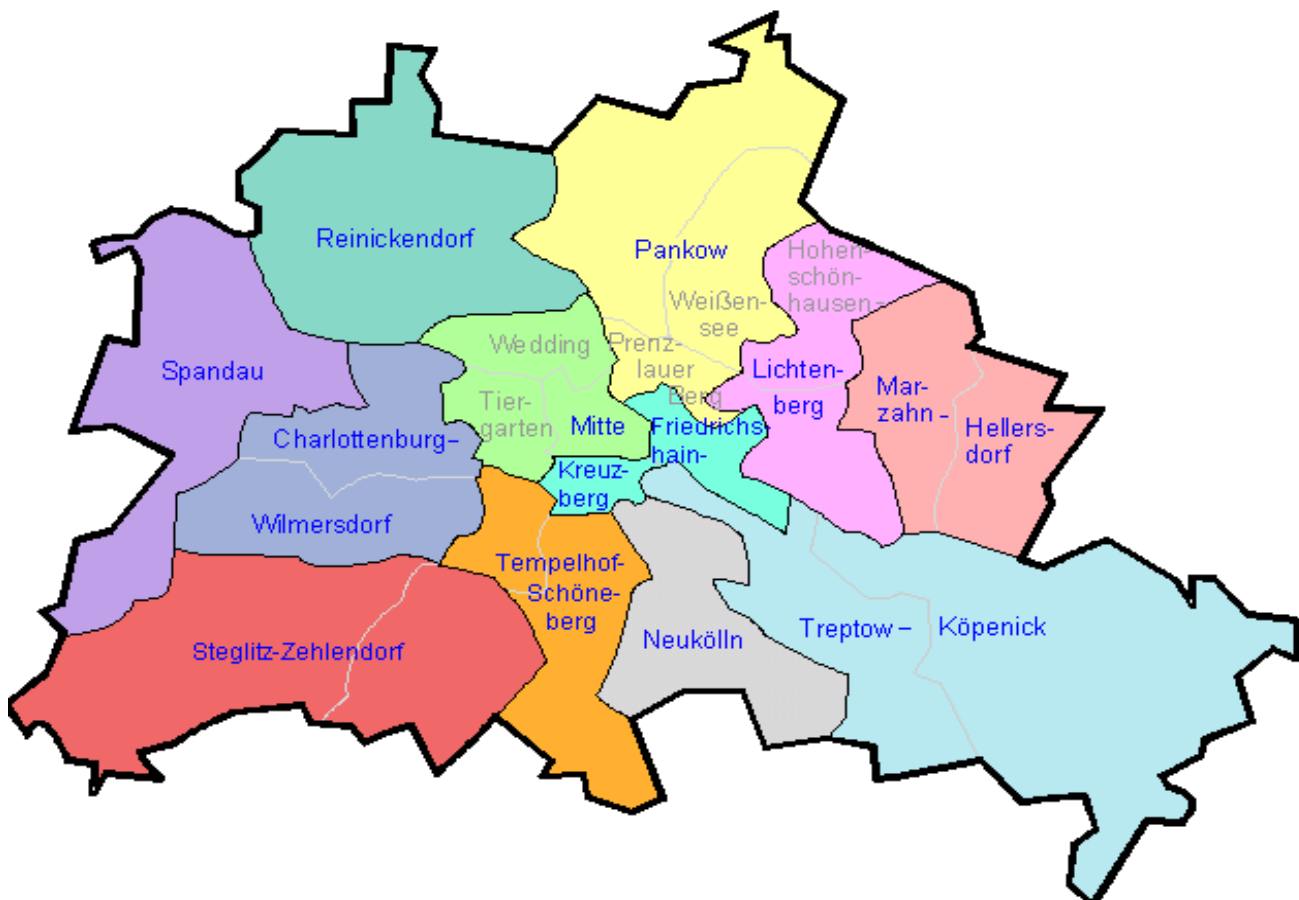 Reinickendorf
Pankow
Hohen-
schön-
hausen-
Weißen-
see
Spandau
Wedding
Prenz-
lauer
Berg
Lichten-
berg
Mar-
zahn-
Hellers-
dorf
Charlottenburg-
Wilmersdorf
Tier-
garten
Mitte
Friedrichs-
hain-
Kreuz-
berg
Tempelhof-
Schöne-
berg
Steglitz-Zehlendorf
Neukölln
Treptow-
Köpenick